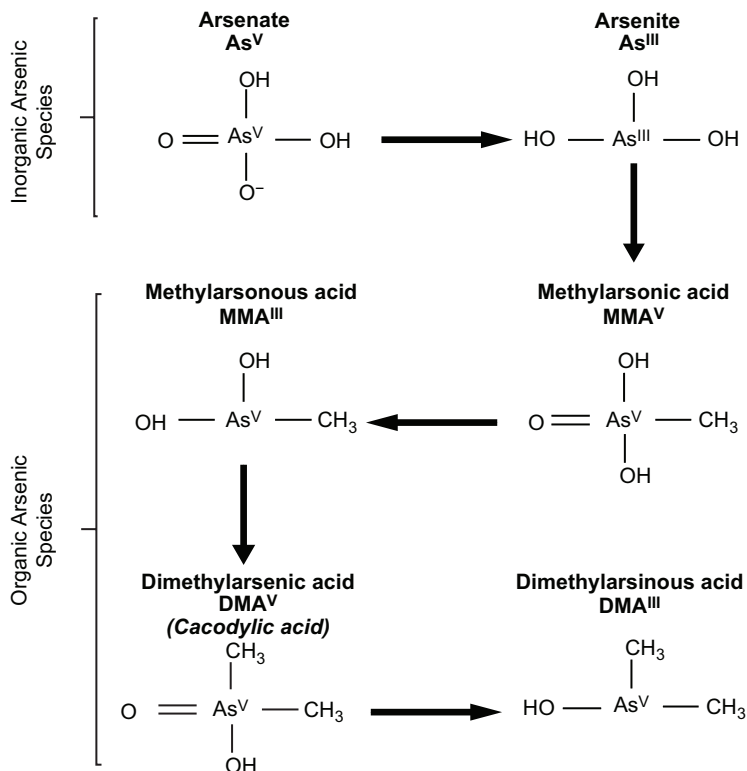 Inorganic Arsenic
Species
Arsenate
Asⱽ
OH
O
Asⱽ
OH
O⁻
Arsenite
Asᴵᴵᴵ
OH
HO
Asᴵᴵᴵ
OH
Organic Arsenic
Species
Methylarsonous acid
MMAᴵᴵᴵ
OH
OH
Asⱽ
CH₃
Methylarsonic acid
MMAⱽ
OH
O
Asⱽ
CH₃
OH
Dimethylarsenic acid
DMAⱽ
(Cacodylic acid)
CH₃
O
Asⱽ
CH₃
OH
Dimethylarsinous acid
DMAᴵᴵᴵ
CH₃
HO
Asⱽ
CH₃